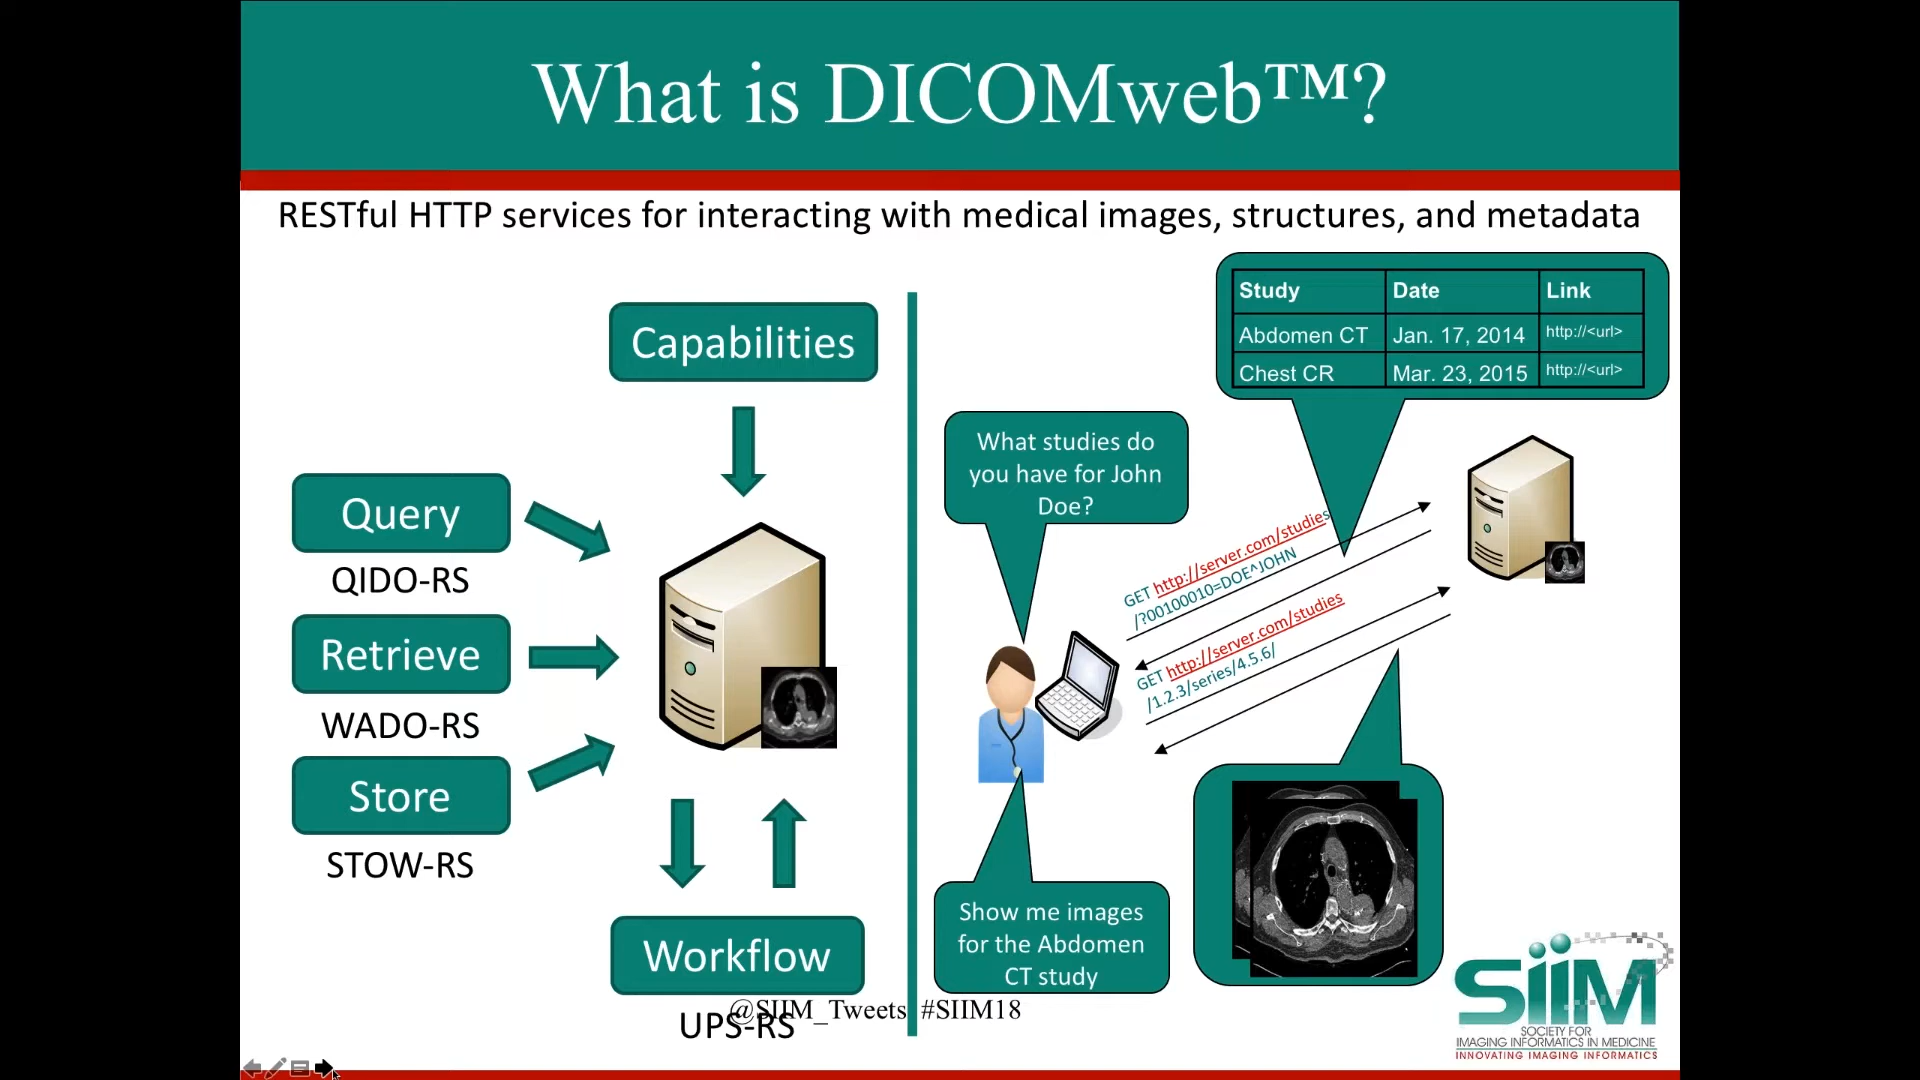 What is DICOMweb™?
RESTful HTTP services for interacting with medical images, structures, and metadata
Capabilities
Query
QIDO-RS
Retrieve
WADO-RS
Store
STOW-RS
Workflow
UPS-RS
@SIIM_Tweets #SIIM18
What studies do
you have for John
Doe?
Study Date Link
Abdomen CT Jan. 17, 2014 http://<url>
Chest CR Mar. 23, 2015 http://<url>
GET http://server.com/studies
/?00100010=DOE^JOHN
GET http://server.com/studies
/1.2.3/series/4.5.6/
Show me images
for the Abdomen
CT study
SiiM
SOCIETY FOR
IMAGING INFORMATICS IN MEDICINE
INNOVATING IMAGING INFORMATICS